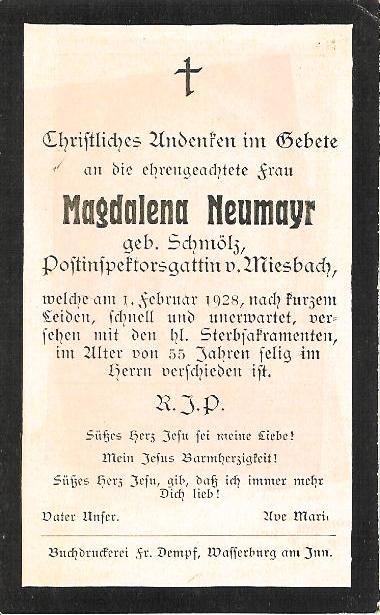 Christliches Andenken im Gebete
an die ehrengeachtete Frau
Magdalena Neumayr
geb. Schmölz,
Postinspektorsgattin v. Miesbach,
welche am 1. Februar 1928, nach kurzem
Leiden, schnell und unerwartet, ver-
sehen mit den hl. Sterbsakramenten,
im Alter von 55 Jahren selig im
Herrn verschieden ist.
R. J. P.
Süßes Herz Jesu sei meine Liebe!
Mein Jesus Barmherzigkeit!
Süßes Herz Jesu, gib, daß ich immer mehr
Dich lieb!
Vater Unser. Ave Mari
Buchdruckerei Fr. Dempf, Wasserburg am Inn.